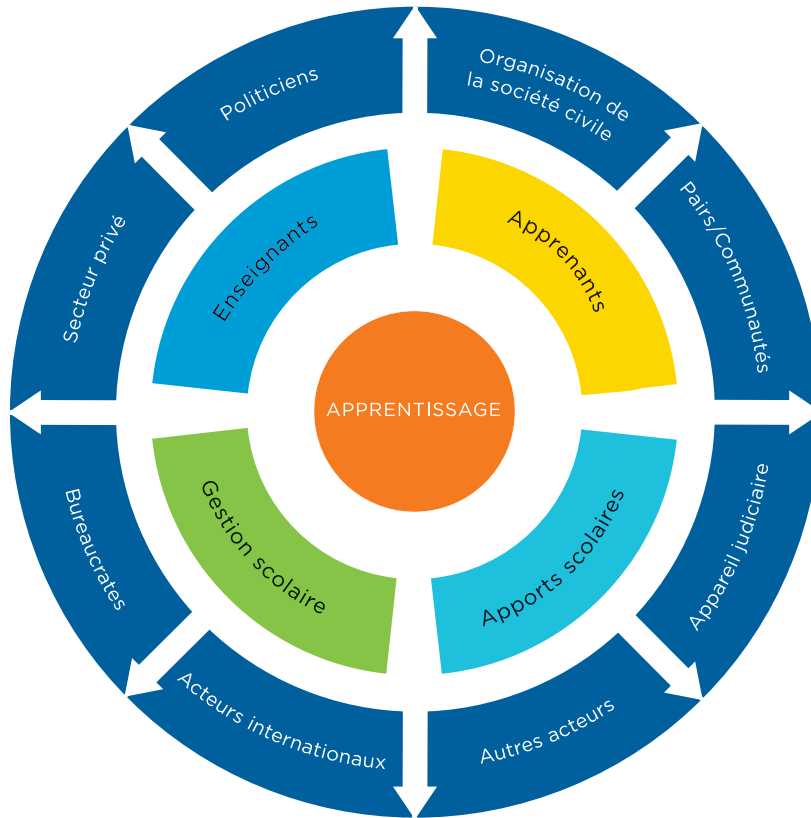 Politiciens
Organisation de
la société civile
Secteur privé
Pairs/Communautés
Enseignants
Apprenants
APPRENTISSAGE
Gestion scolaire
Apports scolaires
Bureaucrates
Appareil judiciaire
Acteurs internationaux
Autres acteurs